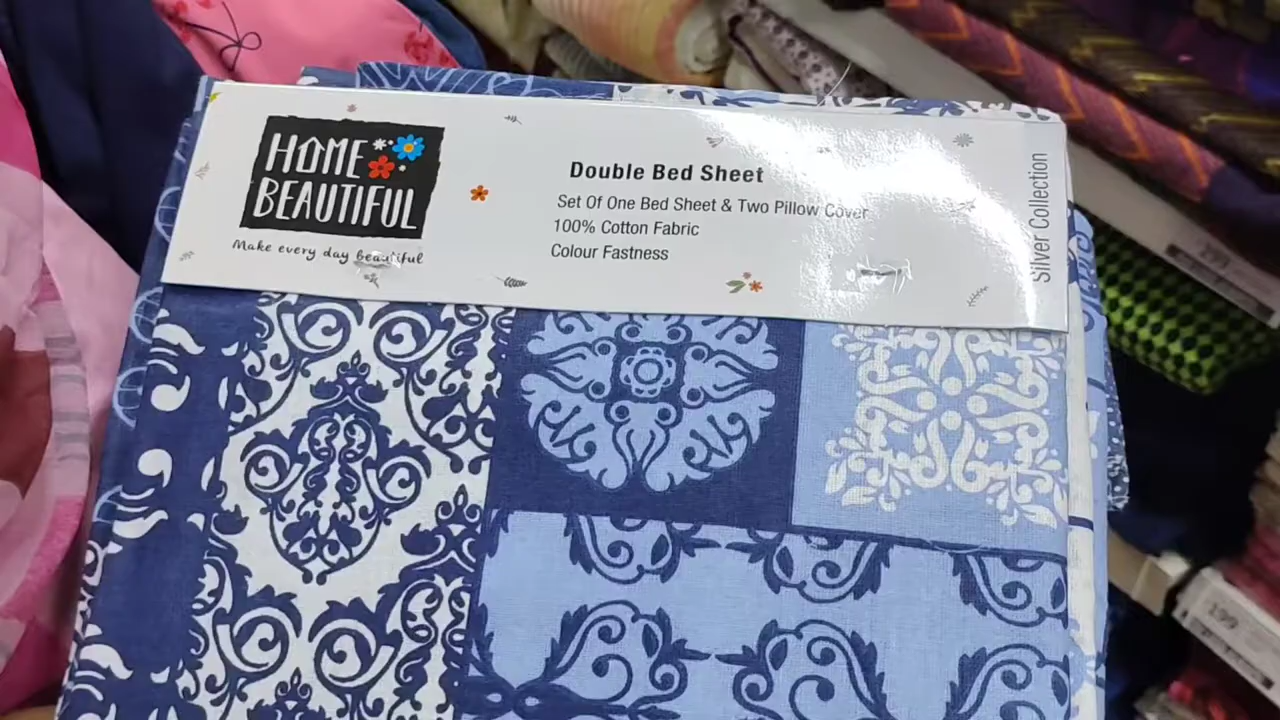 HOME
BEAUTIFUL
Make every day beautiful
Double Bed Sheet
Set Of One Bed Sheet & Two Pillow Cover
100% Cotton Fabric
Colour Fastness
Silver Collection
199